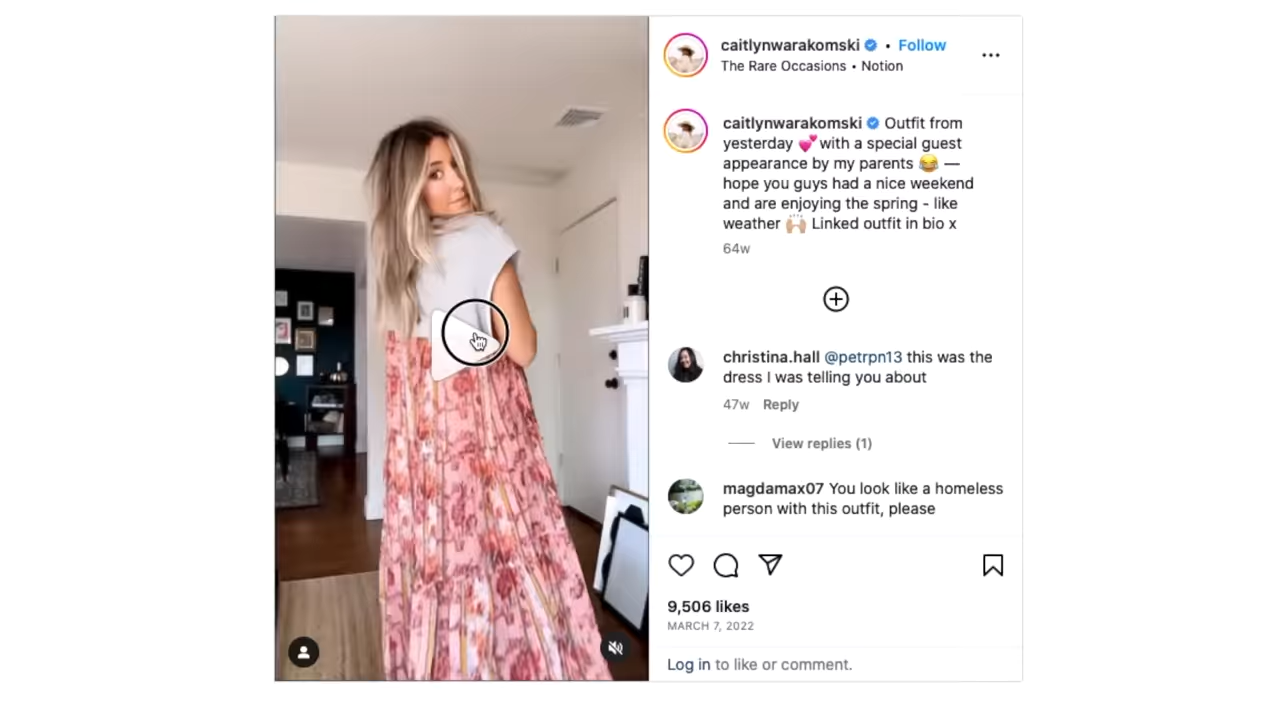 caitlynwarakomski • Follow
The Rare Occasions • Notion
caitlynwarakomski Outfit from
yesterday 💕with a special guest
appearance by my parents 😂 —
hope you guys had a nice weekend
and are enjoying the spring - like
weather 🙌🏼 Linked outfit in bio x
64w
christina.hall @petrpn13 this was the
dress I was telling you about
47w Reply
View replies (1)
magdamax07 You look like a homeless
person with this outfit, please
9,506 likes
MARCH 7, 2022
Log in to like or comment.